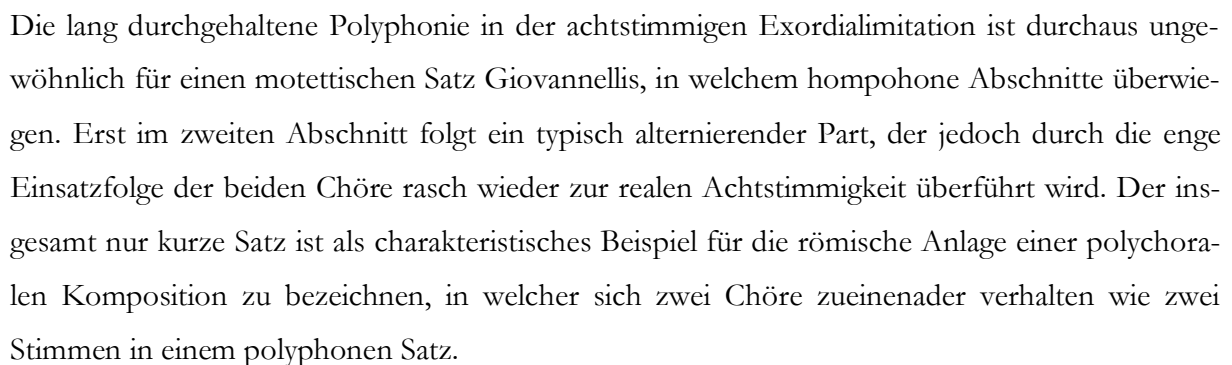 Die lang durchgehaltene Polyphonie in der achtstimmigen Exordialimitation ist durchaus unge-
wöhnlich für einen motettischen Satz Giovannellis, in welchem hompohone Abschnitte überwie-
gen. Erst im zweiten Abschnitt folgt ein typisch alternierender Part, der jedoch durch die enge
Einsatzfolge der beiden Chöre rasch wieder zur realen Achtstimmigkeit überführt wird. Der ins-
gesamt nur kurze Satz ist als charakteristisches Beispiel für die römische Anlage einer polychora-
len Komposition zu bezeichnen, in welcher sich zwei Chöre zueinenader verhalten wie zwei
Stimmen in einem polyphonen Satz.